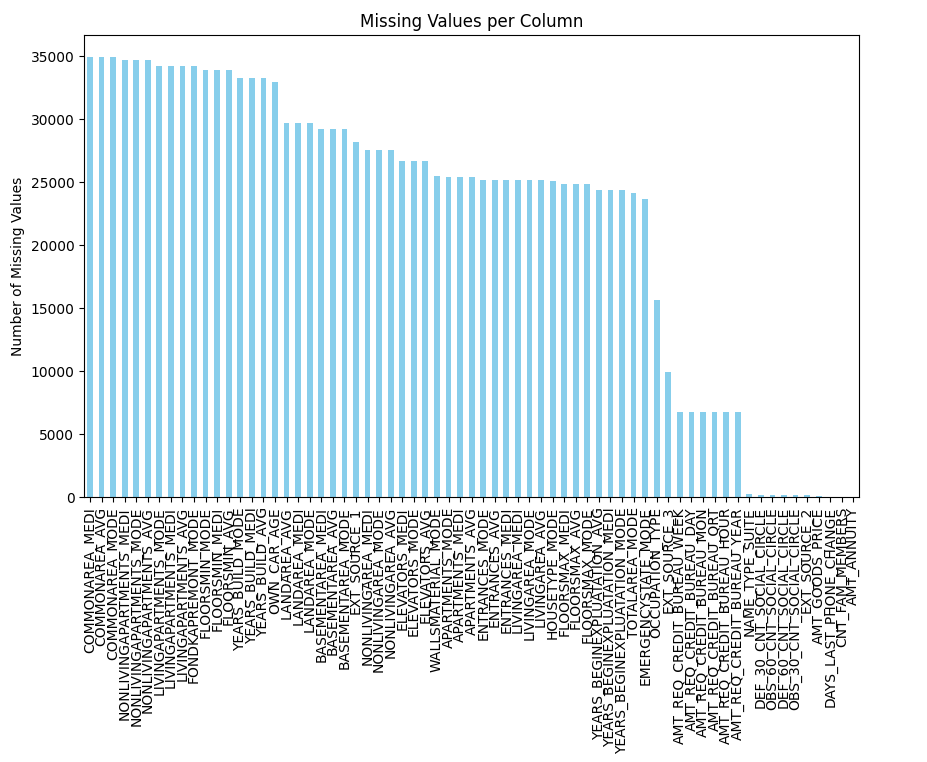 Missing Values per Column
Number of Missing Values
35000
30000
25000
20000
15000
10000
5000
0
COMMONAREA_MEDI
COMMONAREA_AVG
COMMONAREA_MODE
NONLIVINGAPARTMENTS_MEDI
NONLIVINGAPARTMENTS_MODE
NONLIVINGAPARTMENTS_AVG
LIVINGAPARTMENTS_MODE
LIVINGAPARTMENTS_MEDI
LIVINGAPARTMENTS_AVG
FONDKAPREMONT_MODE
FLOORSMIN_MODE
FLOORSMIN_MEDI
FLOORSMIN_AVG
YEARS_BUILD_MODE
YEARS_BUILD_MEDI
YEARS_BUILD_AVG
OWN_CAR_AGE
LANDAREA_AVG
LANDAREA_MEDI
LANDAREA_MODE
BASEMENTAREA_MEDI
BASEMENTAREA_AVG
BASEMENTAREA_MODE
EXT_SOURCE_1
NONLIVINGAREA_MEDI
NONLIVINGAREA_MODE
NONLIVINGAREA_AVG
ELEVATORS_MEDI
ELEVATORS_MODE
ELEVATORS_AVG
WALLSMATERIAL_MODE
APARTMENTS_MODE
APARTMENTS_MEDI
APARTMENTS_AVG
ENTRANCES_MODE
ENTRANCES_AVG
ENTRANCES_MEDI
LIVINGAREA_MEDI
LIVINGAREA_MODE
LIVINGAREA_AVG
HOUSETYPE_MODE
FLOORSMAX_MEDI
FLOORSMAX_AVG
FLOORSMAX_MODE
YEARS_BEGINEXPLUATATION_AVG
YEARS_BEGINEXPLUATATION_MEDI
YEARS_BEGINEXPLUATATION_MODE
TOTALAREA_MODE
EMERGENCYSTATE_MODE
OCCUPATION_TYPE
EXT_SOURCE_3
AMT_REQ_CREDIT_BUREAU_WEEK
AMT_REQ_CREDIT_BUREAU_DAY
AMT_REQ_CREDIT_BUREAU_MON
AMT_REQ_CREDIT_BUREAU_QRT
AMT_REQ_CREDIT_BUREAU_HOUR
AMT_REQ_CREDIT_BUREAU_YEAR
NAME_TYPE_SUITE
DEF_30_CNT_SOCIAL_CIRCLE
OBS_60_CNT_SOCIAL_CIRCLE
DEF_60_CNT_SOCIAL_CIRCLE
OBS_30_CNT_SOCIAL_CIRCLE
EXT_SOURCE_2
AMT_GOODS_PRICE
DAYS_LAST_PHONE_CHANGE
CNT_FAM_MEMBERS
AMT_ANNUITY